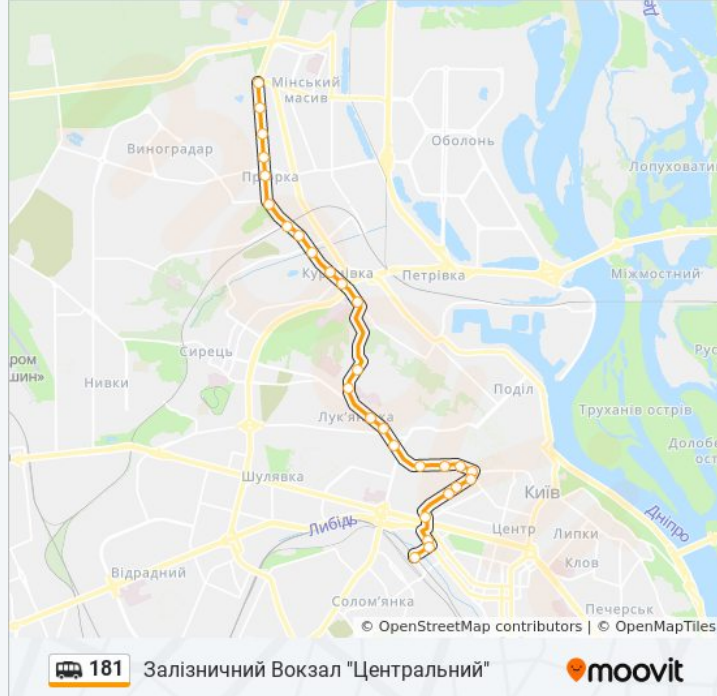 Мінський
масив
Виноградар
Оболонь
Лопуховати
Пріорка
Міжмостний
Куренівка
Петрівка
Сирець
Рус
ром
шин»
Нивки
Поділ
Труханів острів
Лук'янівка
Долобе
ост
Шулявка
Київ
Либідь
Дніпро
Центр
Липки
Клов
Відрадний
Солом'янка
Печерськ
© OpenStreetMap contributors | © OpenMapTiles
181 Залізничний Вокзал "Центральний" moovit